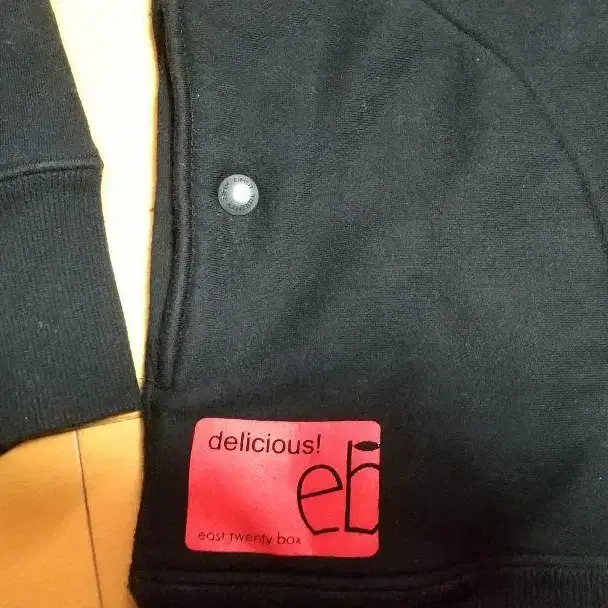 delicious!
eb
east twenty box